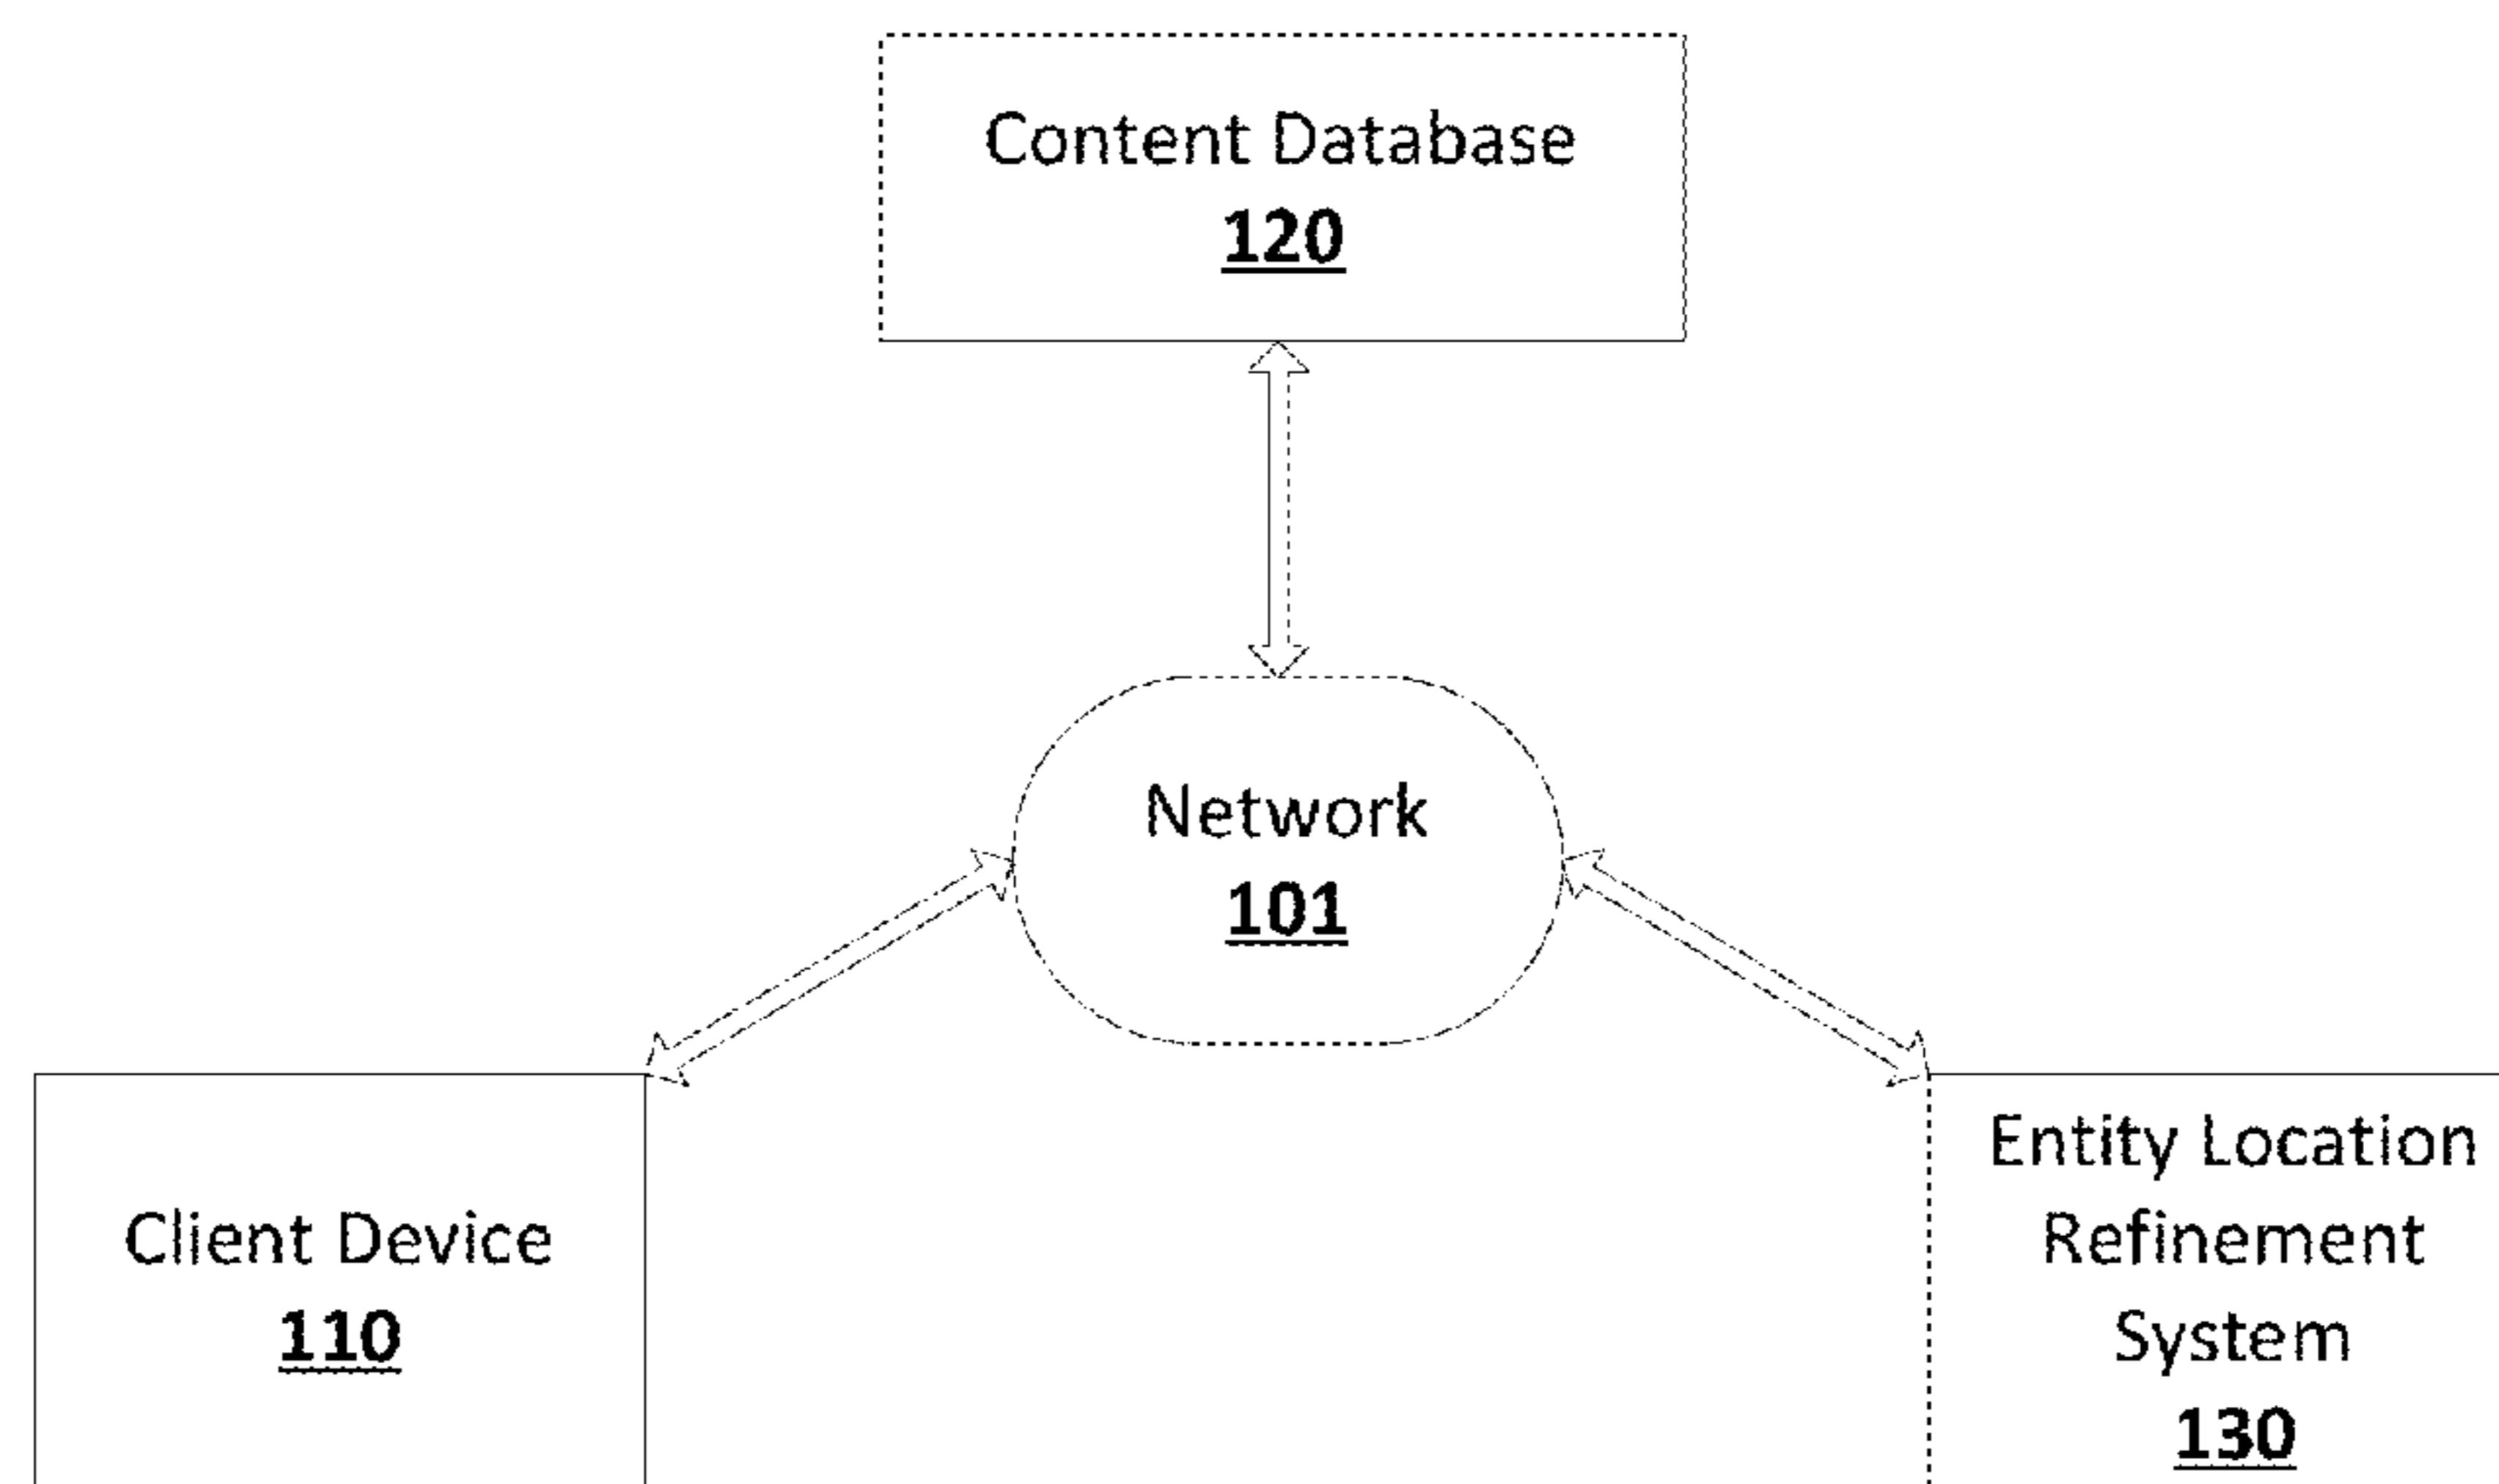 Content Database
120
Network
101
Client Device
110
Entity Location
Refinement
System
130